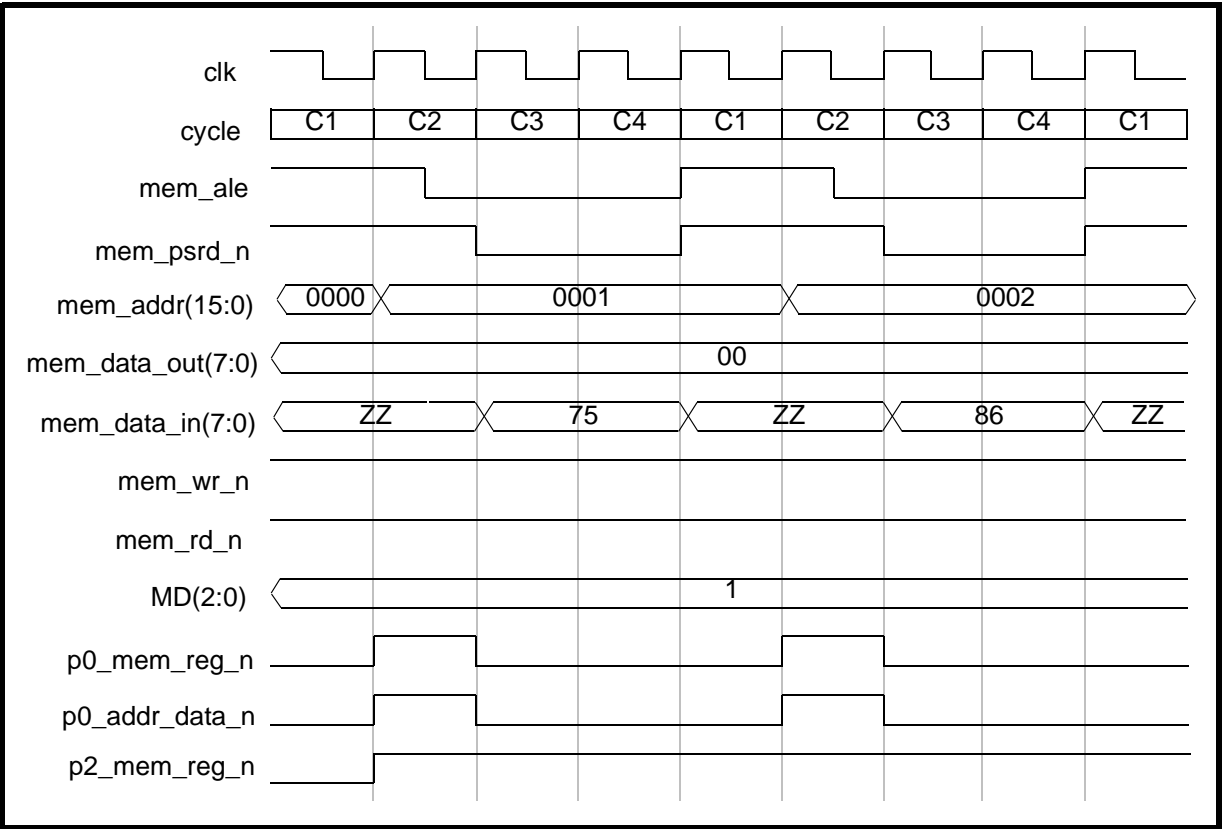 clk
cycle C1 C2 C3 C4 C1 C2 C3 C4 C1
mem_ale
mem_psrd_n
mem_addr(15:0) 0000 0001 0002
mem_data_out(7:0) 00
mem_data_in(7:0) ZZ 75 ZZ 86 ZZ
mem_wr_n
mem_rd_n
MD(2:0) 1
p0_mem_reg_n
p0_addr_data_n
p2_mem_reg_n